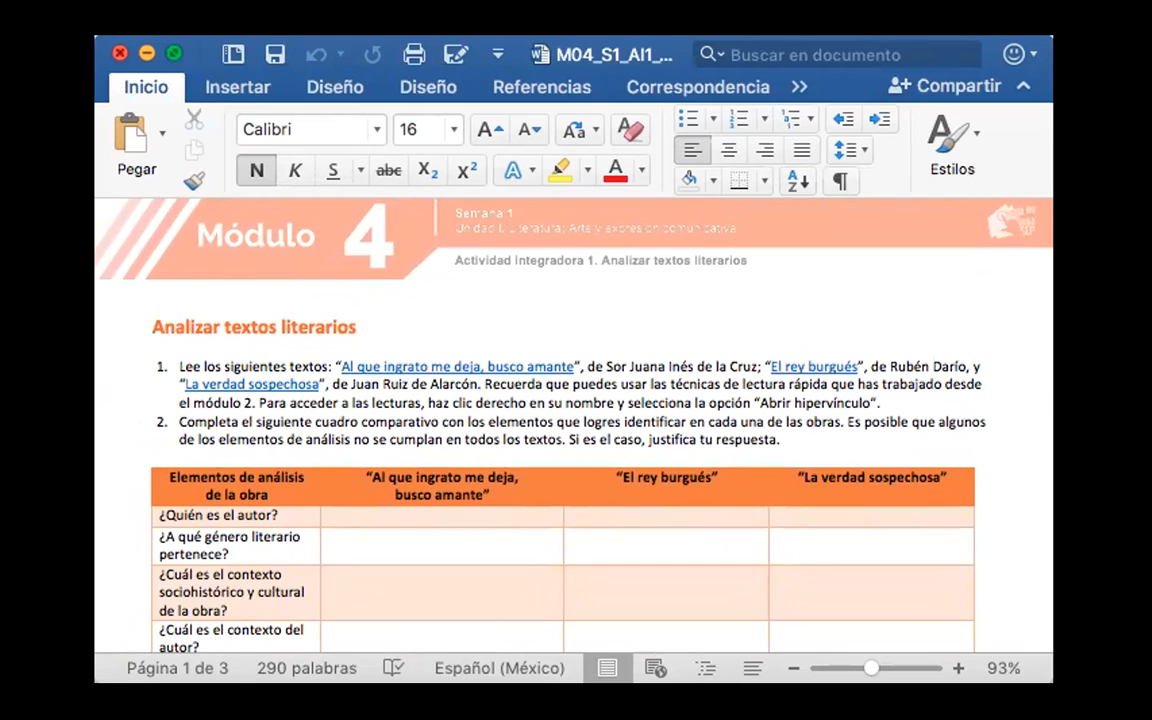 M04_S1_AI1_...
Buscar en documento
Inicio
Insertar
Diseño
Diseño
Referencias
Correspondencia
Compartir
Pegar
Calibri
16
Estilos
N K S abc X₂ X²
Módulo 4
Semana 1
Unidad I. Literatura: Arte y expresión comunicativa
Actividad Integradora 1. Analizar textos literarios
Analizar textos literarios
1. Lee los siguientes textos: “Al que ingrato me deja, busco amante”, de Sor Juana Inés de la Cruz; “El rey burgués”, de Rubén Darío, y
“La verdad sospechosa”, de Juan Ruiz de Alarcón. Recuerda que puedes usar las técnicas de lectura rápida que has trabajado desde
el módulo 2. Para acceder a las lecturas, haz clic derecho en su nombre y selecciona la opción “Abrir hipervínculo”.
2. Completa el siguiente cuadro comparativo con los elementos que logres identificar en cada una de las obras. Es posible que algunos
de los elementos de análisis no se cumplan en todos los textos. Si es el caso, justifica tu respuesta.
Elementos de análisis
de la obra
“Al que ingrato me deja,
busco amante”
“El rey burgués”
“La verdad sospechosa”
¿Quién es el autor?
¿A qué género literario
pertenece?
¿Cuál es el contexto
sociohistórico y cultural
de la obra?
¿Cuál es el contexto del
autor?
Página 1 de 3
290 palabras
Español (México)
93%